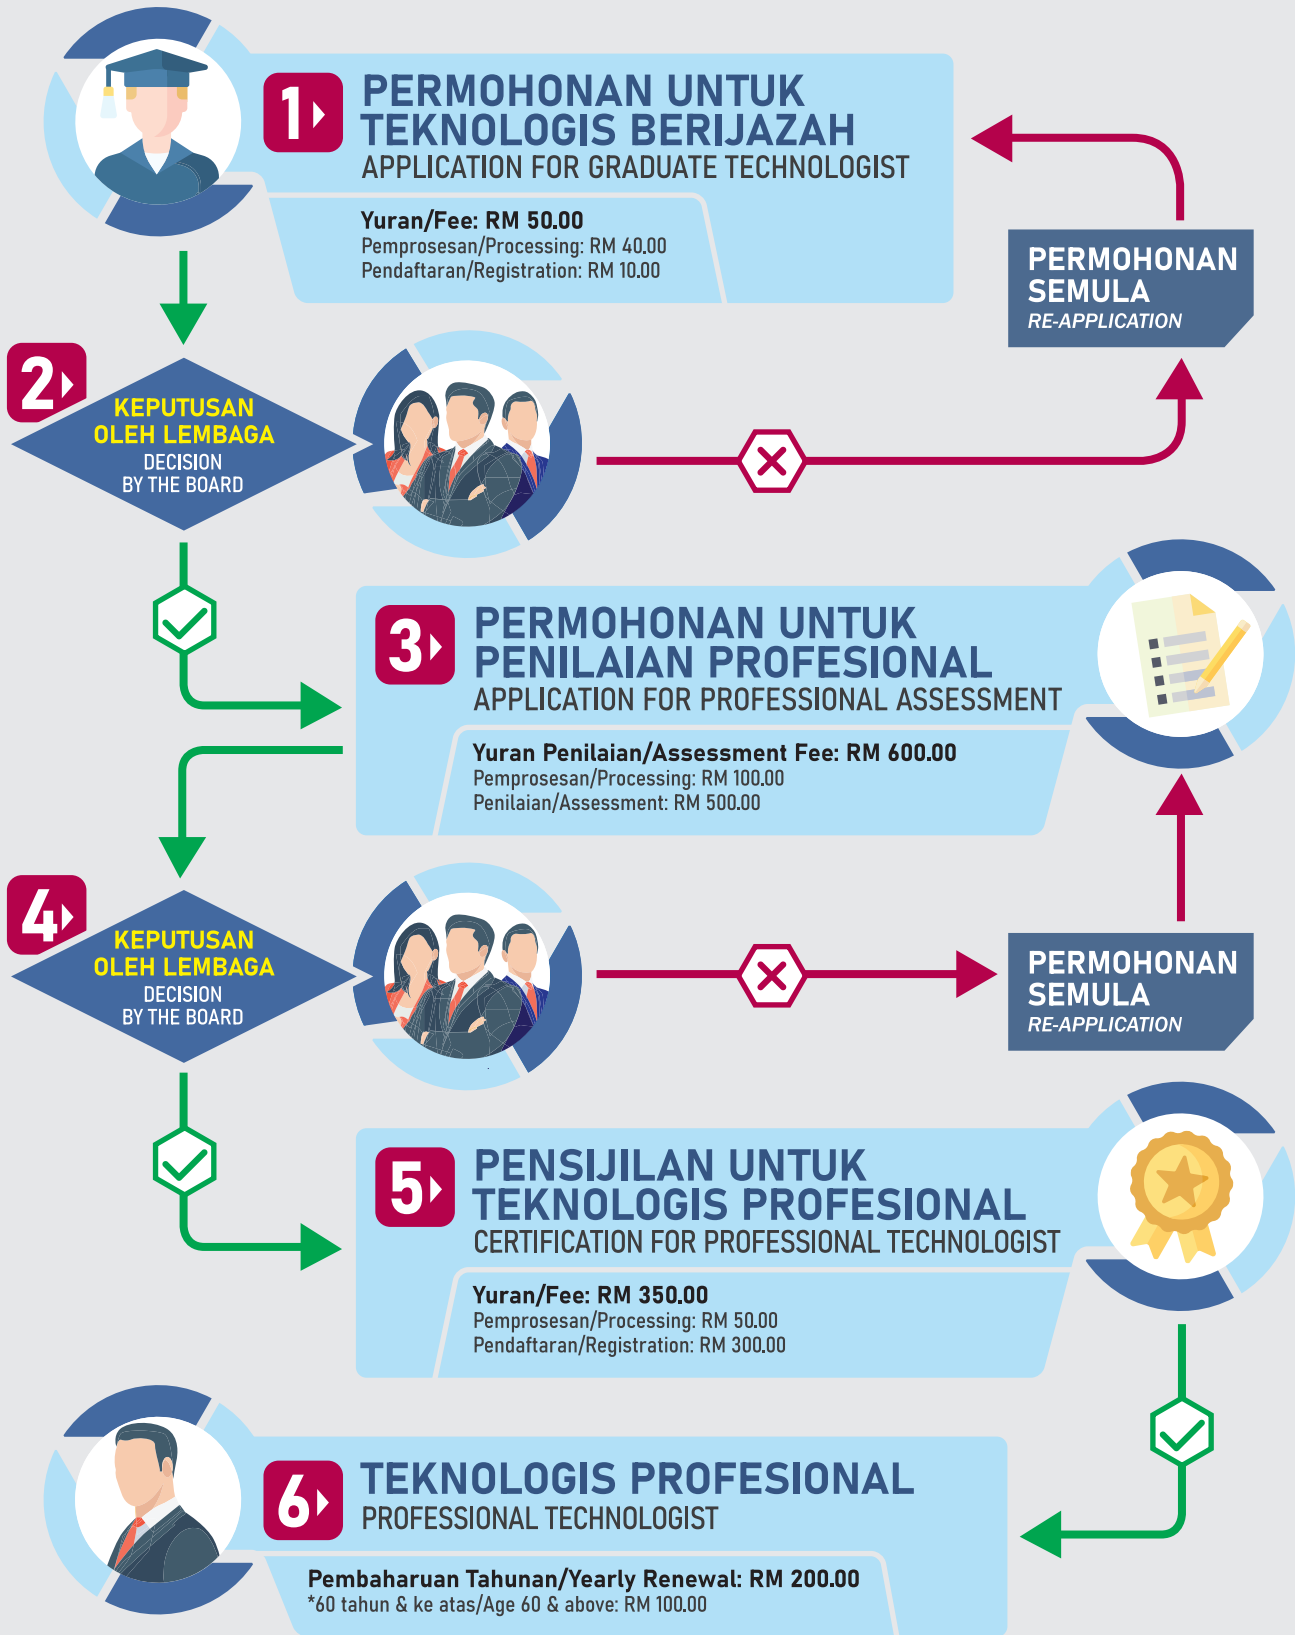 1
PERMOHONAN UNTUK
TEKNOLOGIS BERIJAZAH
APPLICATION FOR GRADUATE TECHNOLOGIST
Yuran/Fee: RM 50.00
Pemprosesan/Processing: RM 40.00
Pendaftaran/Registration: RM 10.00
PERMOHONAN
SEMULA
RE-APPLICATION
2
KEPUTUSAN
OLEH LEMBAGA
DECISION
BY THE BOARD
3
PERMOHONAN UNTUK
PENILAIAN PROFESIONAL
APPLICATION FOR PROFESSIONAL ASSESSMENT
Yuran Penilaian/Assessment Fee: RM 600.00
Pemprosesan/Processing: RM 100.00
Penilaian/Assessment: RM 500.00
4
KEPUTUSAN
OLEH LEMBAGA
DECISION
BY THE BOARD
PERMOHONAN
SEMULA
RE-APPLICATION
5
PENSIJILAN UNTUK
TEKNOLOGIS PROFESIONAL
CERTIFICATION FOR PROFESSIONAL TECHNOLOGIST
Yuran/Fee: RM 350.00
Pemprosesan/Processing: RM 50.00
Pendaftaran/Registration: RM 300.00
6
TEKNOLOGIS PROFESIONAL
PROFESSIONAL TECHNOLOGIST
Pembaharuan Tahunan/Yearly Renewal: RM 200.00
*60 tahun & ke atas/Age 60 & above: RM 100.00